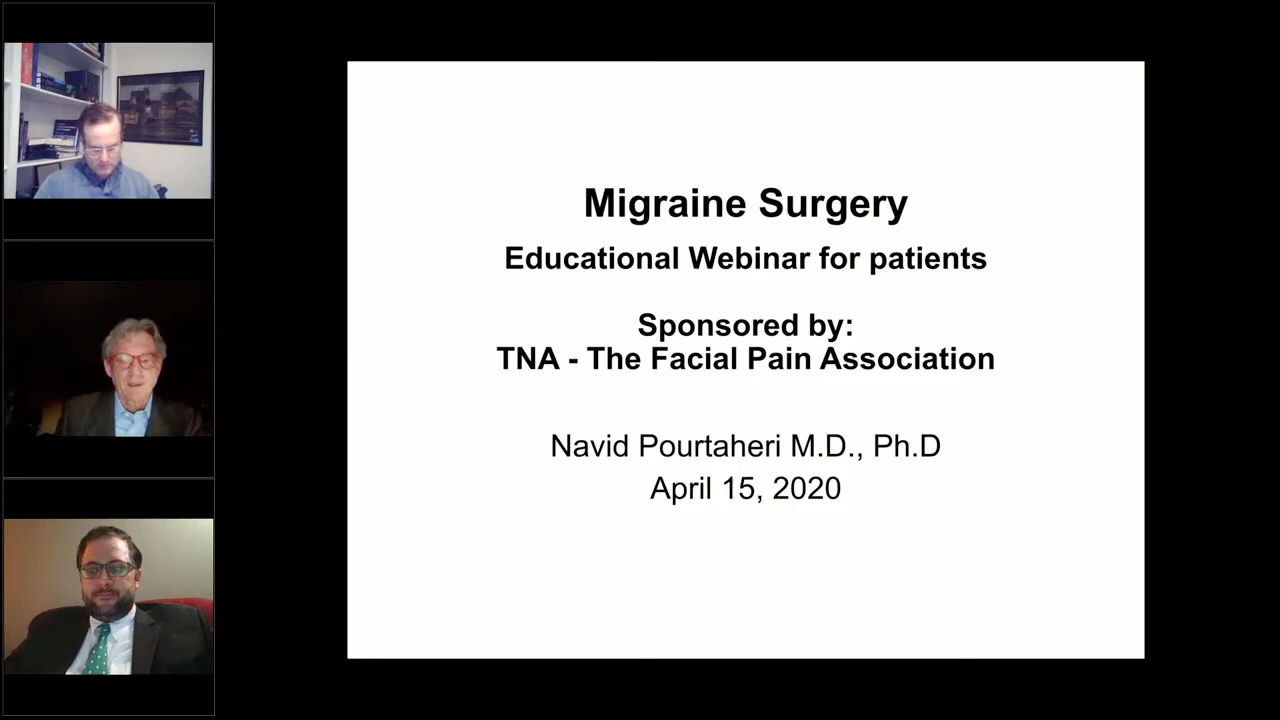 Migraine Surgery
Educational Webinar for patients
Sponsored by:
TNA - The Facial Pain Association
Navid Pourtaheri M.D., Ph.D
April 15, 2020